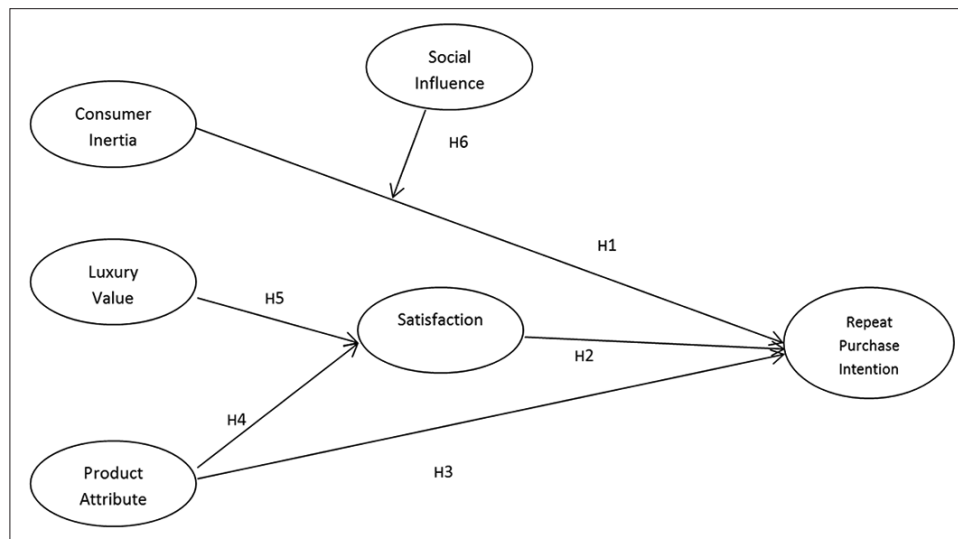 Social
Influence
Consumer
Inertia
H6
H1
Luxury
Value
H5
Satisfaction
H2
Repeat
Purchase
Intention
H4
H3
Product
Attribute